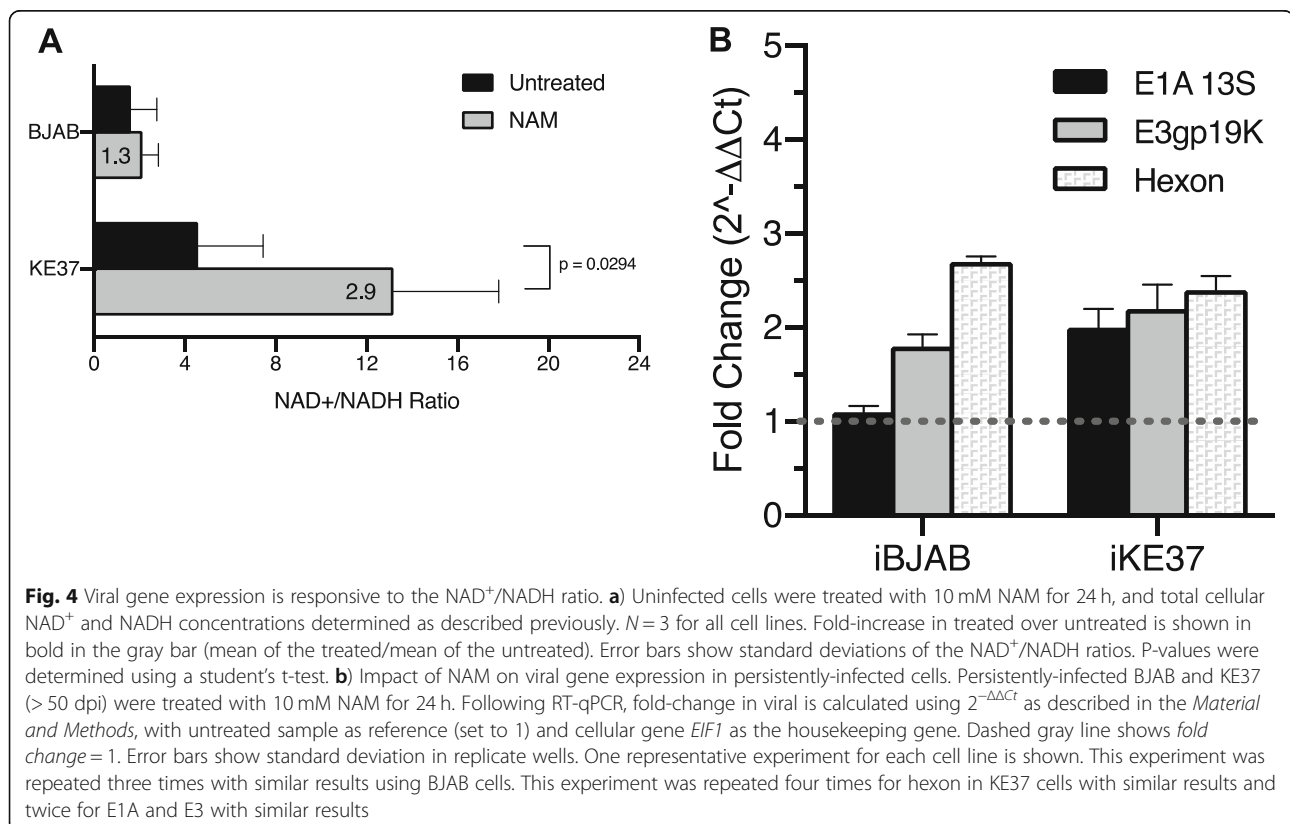 A
Untreated
NAM
BJAB
1.3
KE37
2.9
p = 0.0294
0 4 8 12 16 20 24
NAD+/NADH Ratio
B
Fold Change (2^-ΔΔCt)
5
4
3
2
1
0
E1A 13S
E3gp19K
Hexon
iBJAB iKE37
Fig. 4 Viral gene expression is responsive to the NAD⁺/NADH ratio. a) Uninfected cells were treated with 10 mM NAM for 24 h, and total cellular
NAD⁺ and NADH concentrations determined as described previously. N = 3 for all cell lines. Fold-increase in treated over untreated is shown in
bold in the gray bar (mean of the treated/mean of the untreated). Error bars show standard deviations of the NAD⁺/NADH ratios. P-values were
determined using a student's t-test. b) Impact of NAM on viral gene expression in persistently-infected cells. Persistently-infected BJAB and KE37
(> 50 dpi) were treated with 10 mM NAM for 24 h. Following RT-qPCR, fold-change in viral is calculated using 2⁻ΔΔCt as described in the Material
and Methods, with untreated sample as reference (set to 1) and cellular gene EIF1 as the housekeeping gene. Dashed gray line shows fold
change = 1. Error bars show standard deviation in replicate wells. One representative experiment for each cell line is shown. This experiment was
repeated three times with similar results using BJAB cells. This experiment was repeated four times for hexon in KE37 cells with similar results and
twice for E1A and E3 with similar results